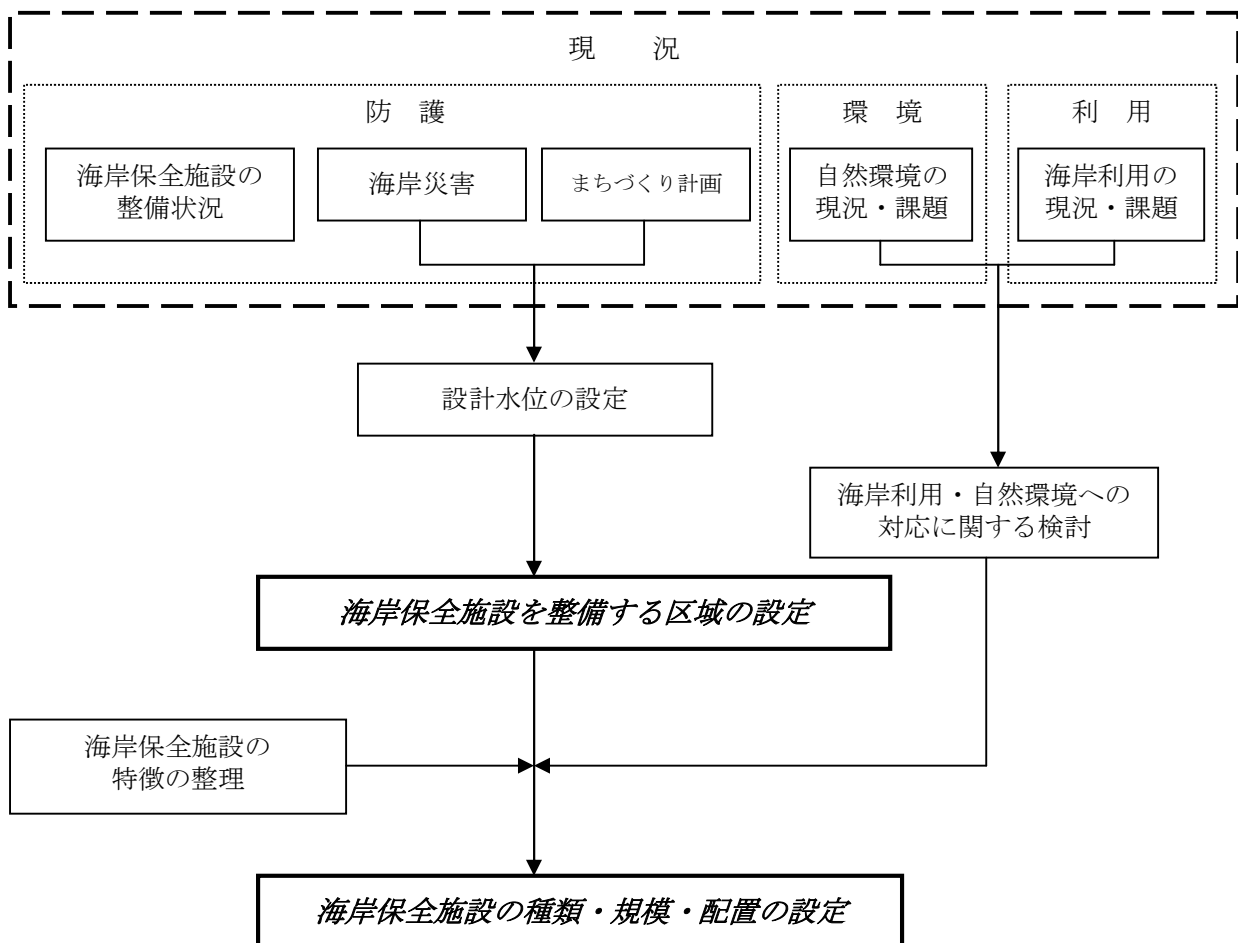 現　況
防　護
環　境
利　用
海岸保全施設の
整備状況
海岸災害
まちづくり計画
自然環境の
現況・課題
海岸利用の
現況・課題
設計水位の設定
海岸利用・自然環境への
対応に関する検討
海岸保全施設を整備する区域の設定
海岸保全施設の
特徴の整理
海岸保全施設の種類・規模・配置の設定